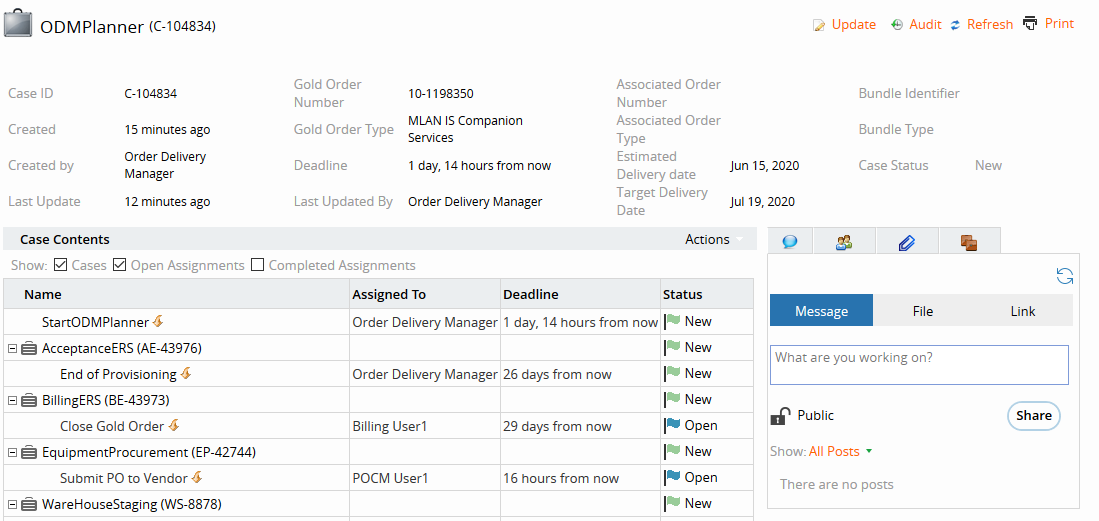 ODMPlanner (C-104834)
Update Audit Refresh Print
Case ID C-104834 Gold Order Number 10-1198350 Associated Order Number Bundle Identifier
Created 15 minutes ago Gold Order Type MLAN IS Companion Services Associated Order Type Bundle Type
Created by Order Delivery Manager Deadline 1 day, 14 hours from now Estimated Delivery date Jun 15, 2020 Case Status New
Last Update 12 minutes ago Last Updated By Order Delivery Manager Target Delivery Date Jul 19, 2020
Case Contents Actions
Show: Cases Open Assignments Completed Assignments
Name Assigned To Deadline Status
StartODMPlanner Order Delivery Manager 1 day, 14 hours from now New
AcceptanceERS (AE-43976) New
End of Provisioning Order Delivery Manager 26 days from now New
BillingERS (BE-43973) New
Close Gold Order Billing User1 29 days from now Open
EquipmentProcurement (EP-42744) New
Submit PO to Vendor POCM User1 16 hours from now Open
WareHouseStaging (WS-8878) New
Message File Link
What are you working on?
Public Share
Show: All Posts
There are no posts